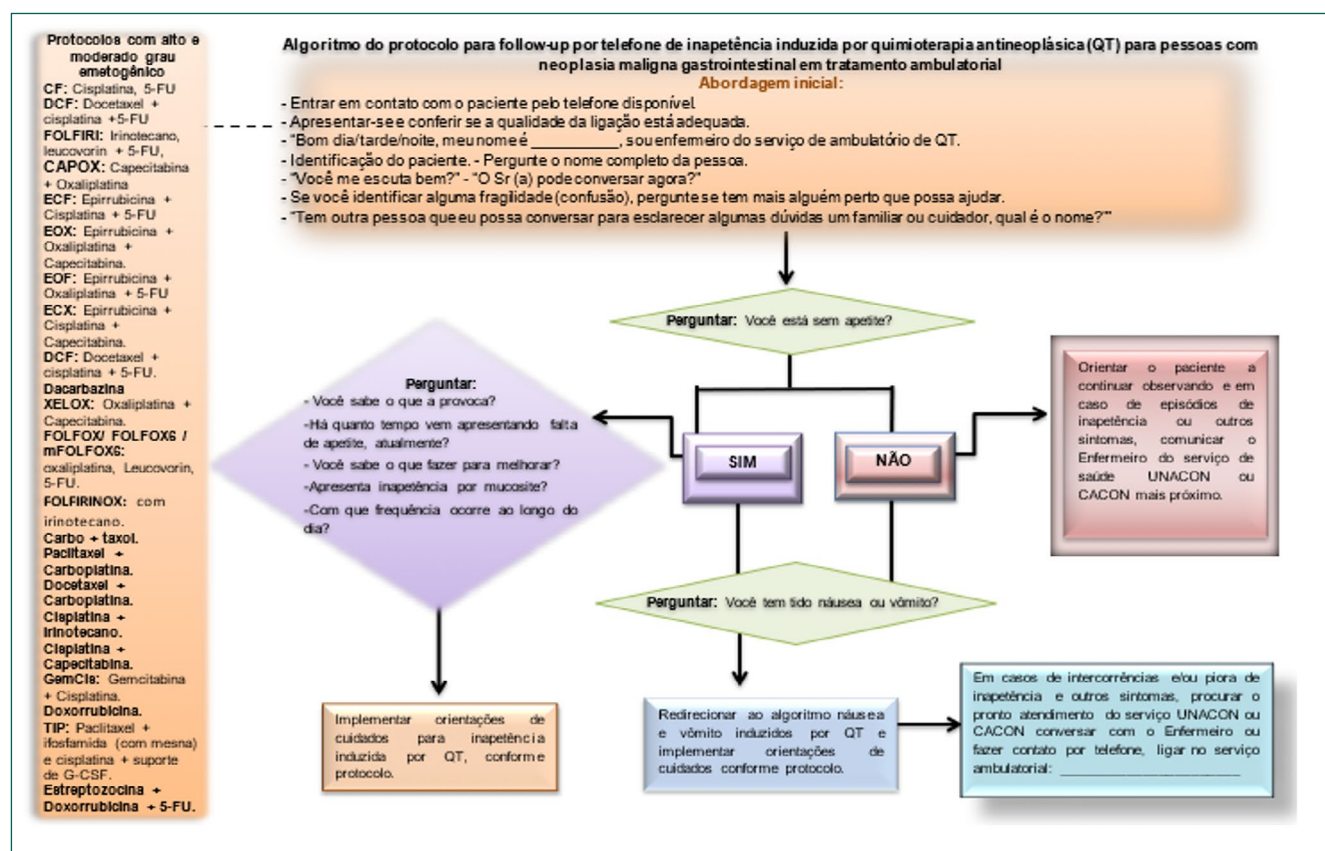 Protocolos com alto e
moderado grau
emetogênico
CF: Cisplatina, 5-FU
DCF: Docetaxel +
cisplatina +5-FU
FOLFIRI: Irinotecano,
leucovorin + 5-FU,
CAPOX: Capecitabina
+ Oxaliplatina
ECF: Epirrubicina +
Cisplatina + 5-FU
EOX: Epirrubicina +
Oxaliplatina +
Capecitabina.
EOF: Epirrubicina +
Oxaliplatina + 5-FU
ECX: Epirrubicina +
Cisplatina +
Capecitabina.
DCF: Docetaxel +
cisplatina + 5-FU.
Dacarbazina
XELOX: Oxaliplatina +
Capecitabina.
FOLFOX/ FOLFOX6 /
mFOLFOX6:
oxaliplatina, Leucovorin,
5-FU.
FOLFIRINOX: com
irinotecano.
Carbo + taxol.
Paclitaxel +
Carboplatina.
Docetaxel +
Carboplatina.
Cisplatina +
Irinotecano.
Cisplatina +
Capecitabina.
GemCis: Gemcitabina
+ Cisplatina.
Doxorrubicina.
TIP: Paclitaxel +
ifosfamida (com mesna)
e cisplatina + suporte
de G-CSF.
Estreptozocina +
Doxorrubicina + 5-FU.
Algoritmo do protocolo para follow-up por telefone de inapetência induzida por quimioterapia antineoplásica (QT) para pessoas com
neoplasia maligna gastrointestinal em tratamento ambulatorial
Abordagem inicial:
- Entrar em contato com o paciente pelo telefone disponível.
- Apresentar-se e conferir se a qualidade da ligação está adequada.
- "Bom dia/tarde/noite, meu nome é __________, sou enfermeiro do serviço de ambulatório de QT.
- Identificação do paciente. - Pergunte o nome completo da pessoa.
- "Você me escuta bem?" - "O Sr (a) pode conversar agora?"
- Se você identificar alguma fragilidade (confusão), pergunte se tem mais alguém perto que possa ajudar.
- "Tem outra pessoa que eu possa conversar para esclarecer algumas dúvidas um familiar ou cuidador, qual é o nome?""
Perguntar: Você está sem apetite?
Perguntar:
- Você sabe o que a provoca?
-Há quanto tempo vem apresentando falta
de apetite, atualmente?
- Você sabe o que fazer para melhorar?
-Apresenta inapetência por mucosite?
-Com que frequência ocorre ao longo do
dia?
SIM
NÃO
Orientar o paciente a
continuar observando e em
caso de episódios de
inapetência ou outros
sintomas, comunicar o
Enfermeiro do serviço de
saúde UNACON ou
CACON mais próximo.
Perguntar: Você tem tido náusea ou vômito?
Implementar orientações de
cuidados para inapetência
induzida por QT, conforme
protocolo.
Redirecionar ao algoritmo náusea
e vômito induzidos por QT e
implementar orientações de
cuidados conforme protocolo.
Em casos de intercorrências e/ou piora de
inapetência e outros sintomas, procurar o
pronto atendimento do serviço UNACON ou
CACON conversar com o Enfermeiro ou
fazer contato por telefone, ligar no serviço
ambulatorial: __________________________